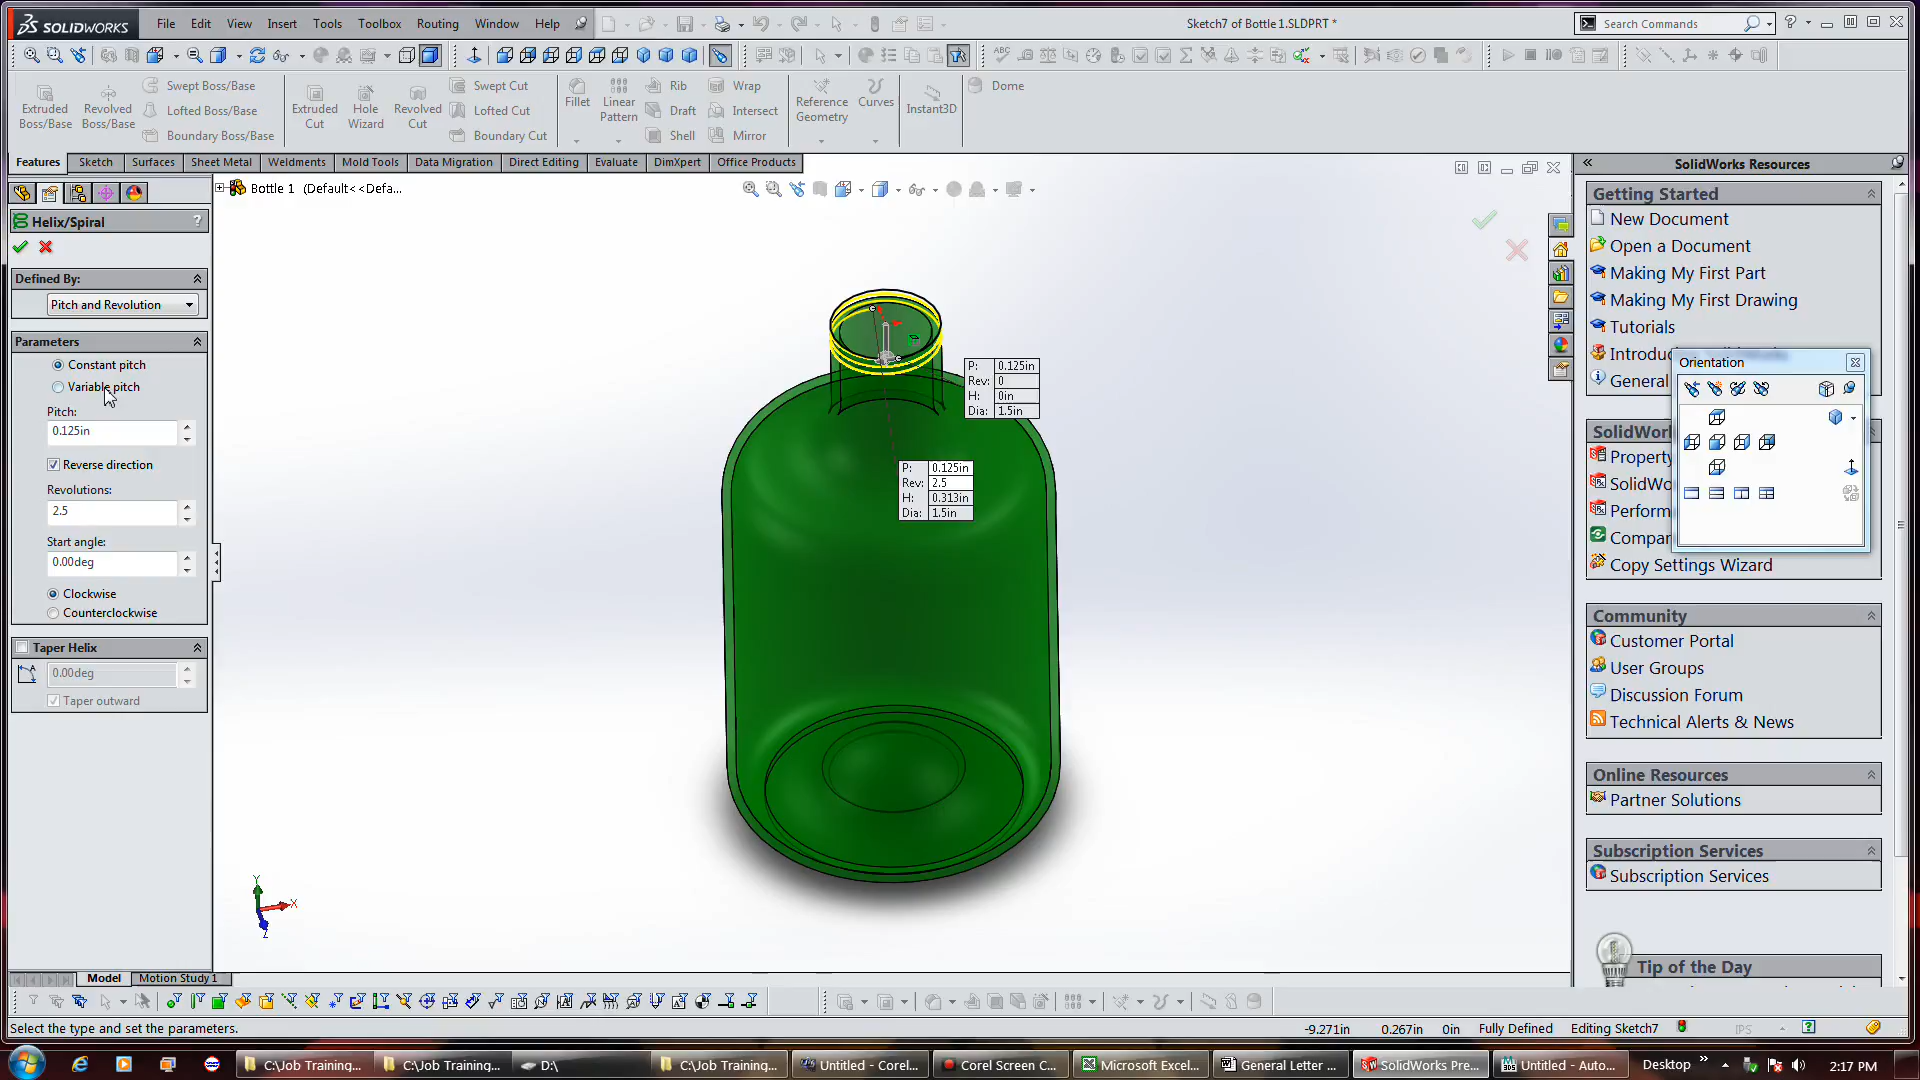 SOLIDWORKS File Edit View Insert Tools Toolbox Routing Window Help Sketch7 of Bottle 1.SLDPRT * Search Commands
Extruded Boss/Base
Revolved Boss/Base
Swept Boss/Base
Lofted Boss/Base
Boundary Boss/Base
Extruded Cut
Hole Wizard
Revolved Cut
Swept Cut
Lofted Cut
Boundary Cut
Fillet
Linear Pattern
Rib
Draft
Shell
Wrap
Intersect
Mirror
Reference Geometry
Curves
Instant3D
Dome
Features Sketch Surfaces Sheet Metal Weldments Mold Tools Data Migration Direct Editing Evaluate DimXpert Office Products
Bottle 1 (Default< <Defa...
Helix/Spiral ?
Defined By:
Pitch and Revolution
Parameters
Constant pitch
Variable pitch
Pitch:
0.125in
Reverse direction
Revolutions:
2.5
Start angle:
0.00deg
Clockwise
Counterclockwise
Taper Helix
0.00deg
Taper outward
P: 0.125in
Rev: 0
H: 0in
Dia: 1.5in
P: 0.125in
Rev: 2.5
H: 0.313in
Dia: 1.5in
Y
X
Z
SolidWorks Resources
Getting Started
New Document
Open a Document
Making My First Part
Making My First Drawing
Tutorials
General
Orientation
Property
Perform
Copy Settings Wizard
Community
Customer Portal
User Groups
Discussion Forum
Technical Alerts & News
Online Resources
Partner Solutions
Subscription Services
Subscription Services
Tip of the Day
Model Motion Study 1
Select the type and set the parameters. -9.271in 0.267in 0in Fully Defined Editing Sketch7 IPS
C:\Job Training... C:\Job Training... D:\ C:\Job Training... Untitled - Corel... Corel Screen C... Microsoft Excel... General Letter ... SolidWorks Pre... Untitled - Auto... Desktop 2:17 PM